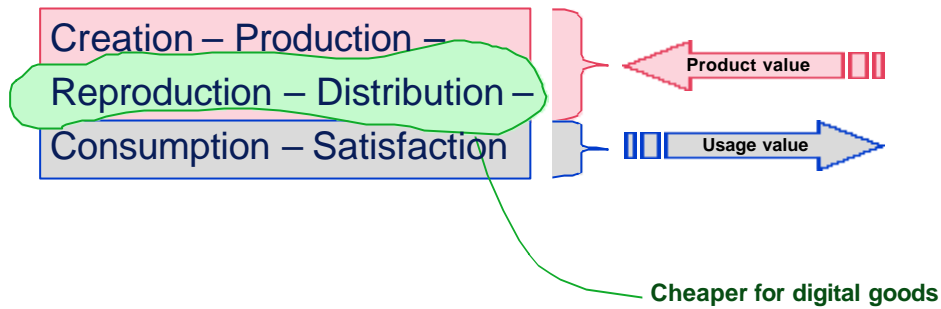 Creation – Production –
Reproduction – Distribution –
Consumption – Satisfaction
Product value
Usage value
Cheaper for digital goods